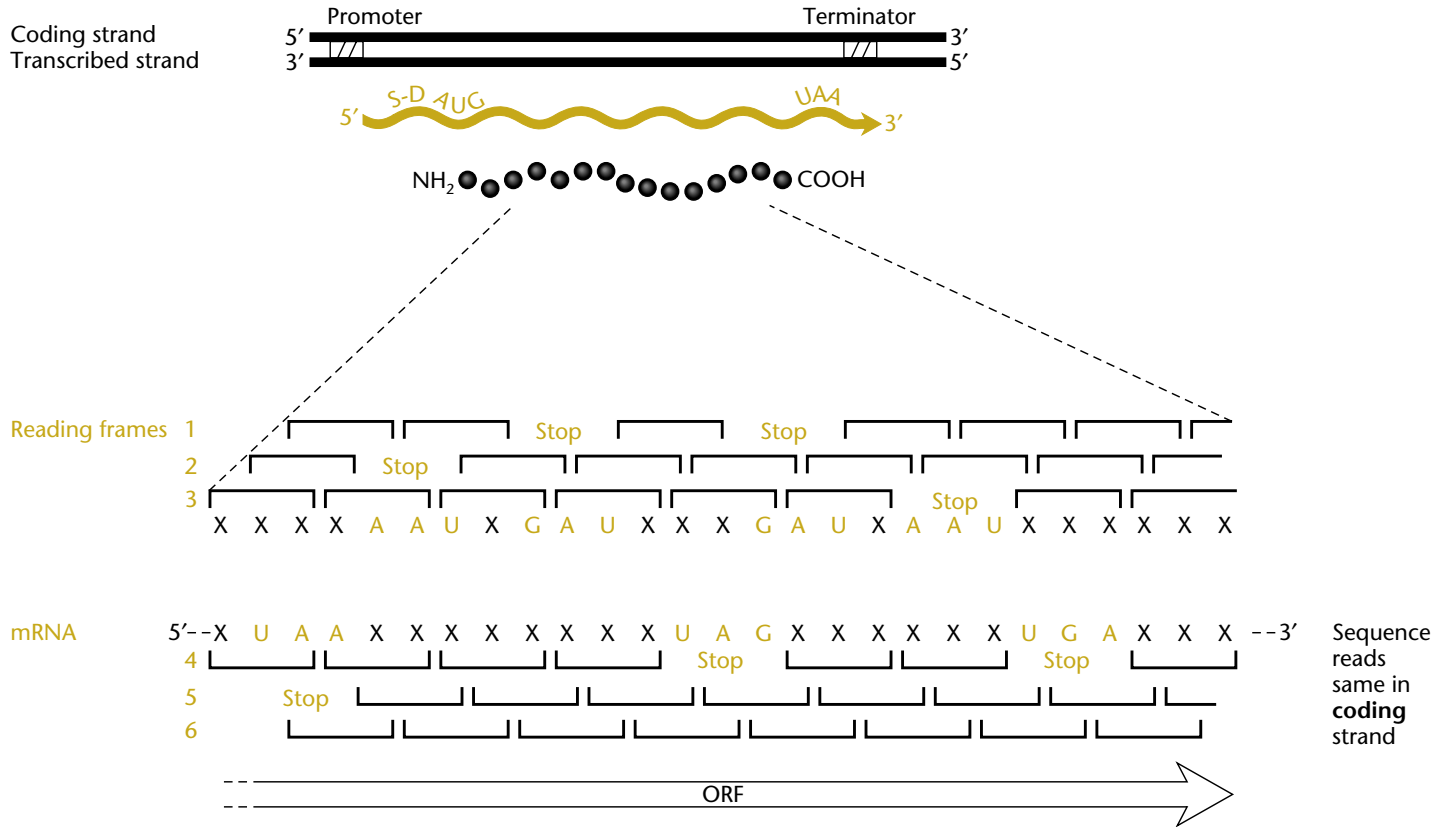 Promoter Terminator
Coding strand 5′ 3′
Transcribed strand 3′ 5′
S-D AUG UAA
5′ 3′
NH₂ COOH
Reading frames 1 Stop Stop
2 Stop
3 Stop
X X X X A A U X G A U X X X G A U X A A U X X X X X X
mRNA 5′--X U A A X X X X X X X X U A G X X X X X X U G A X X X --3′
4 Stop Stop
5 Stop
6
Sequence
reads
same in
coding
strand
ORF